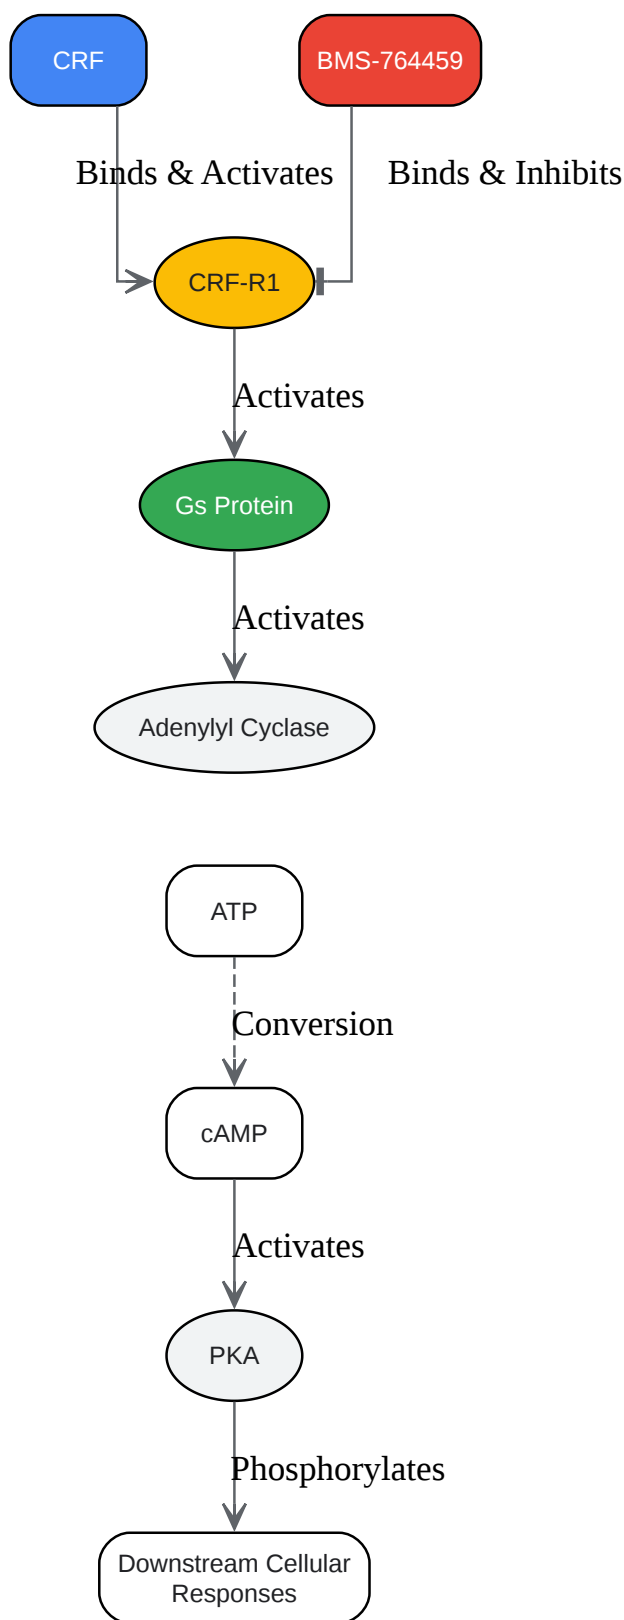 CRF
BMS-764459
Binds & Activates
Binds & Inhibits
CRF-R1
Activates
Gs Protein
Activates
Adenylyl Cyclase
ATP
Conversion
cAMP
Activates
PKA
Phosphorylates
Downstream Cellular
Responses